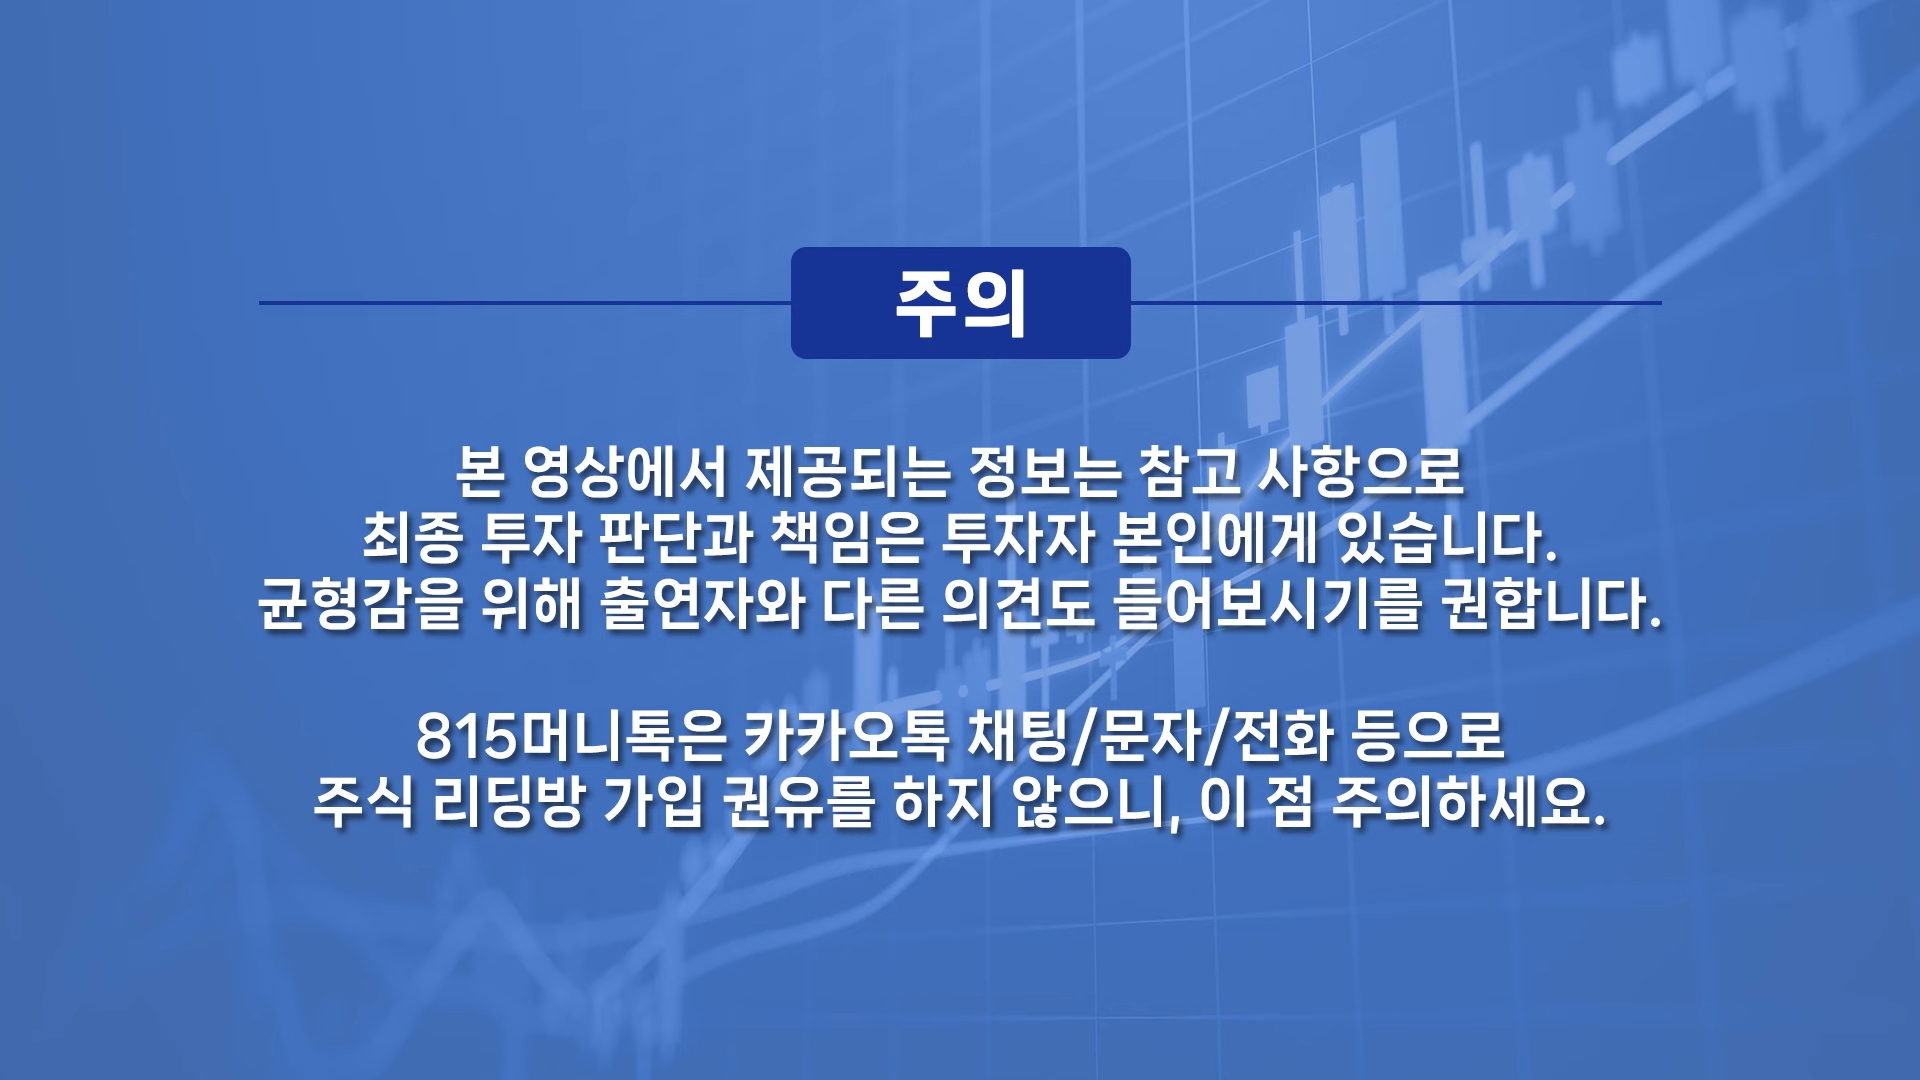 주의
본 영상에서 제공되는 정보는 참고 사항으로
최종 투자 판단과 책임은 투자자 본인에게 있습니다.
균형감을 위해 출연자와 다른 의견도 들어보시기를 권합니다.
815머니톡은 카카오톡 채팅/문자/전화 등으로
주식 리딩방 가입 권유를 하지 않으니, 이 점 주의하세요.